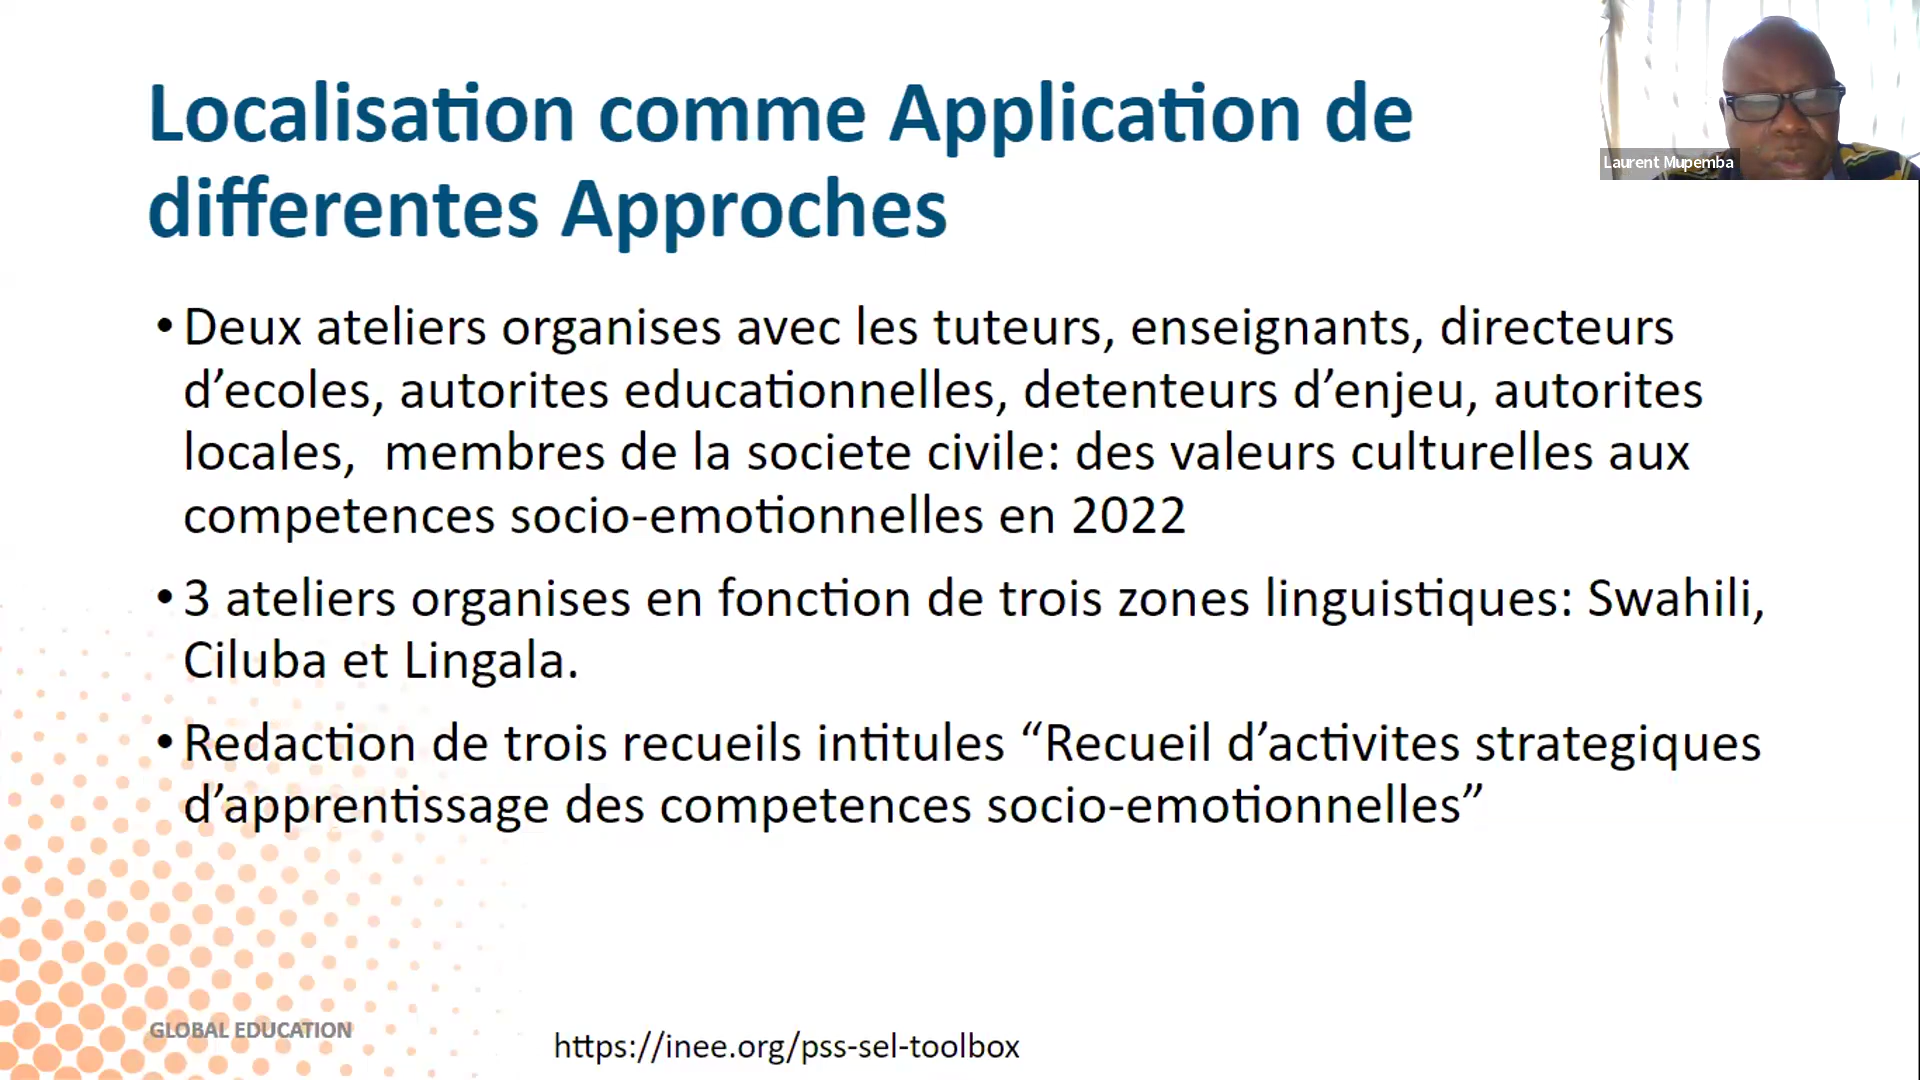 Localisation comme Application de
differentes Approches
Laurent Mupemba
• Deux ateliers organises avec les tuteurs, enseignants, directeurs
d’ecoles, autorites educationnelles, detenteurs d’enjeu, autorites
locales,  membres de la societe civile: des valeurs culturelles aux
competences socio-emotionnelles en 2022
• 3 ateliers organises en fonction de trois zones linguistiques: Swahili,
Ciluba et Lingala.
• Redaction de trois recueils intitules “Recueil d’activites strategiques
d’apprentissage des competences socio-emotionnelles”
GLOBAL EDUCATION
https://inee.org/pss-sel-toolbox